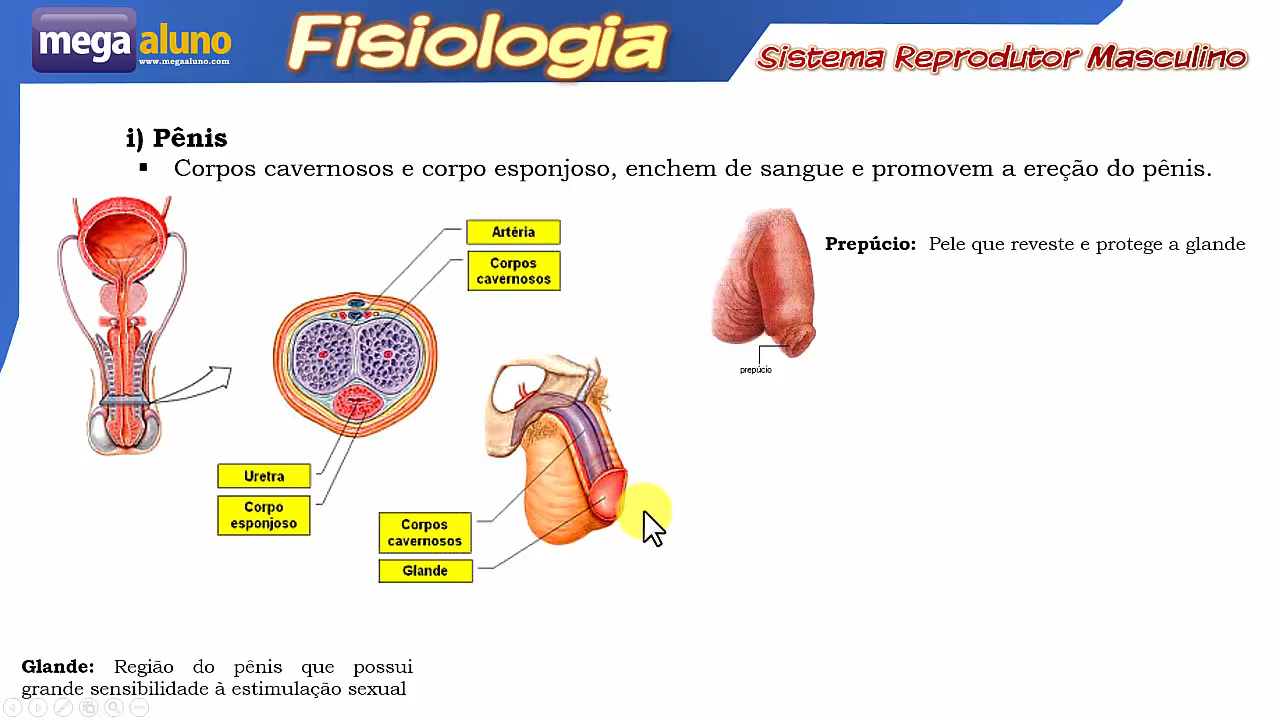 mega aluno
www.megaaluno.com
Fisiologia
Sistema Reprodutor Masculino
i) Pênis
▪ Corpos cavernosos e corpo esponjoso, enchem de sangue e promovem a ereção do pênis.
Artéria
Corpos
cavernosos
Prepúcio: Pele que reveste e protege a glande
prepúcio
Uretra
Corpo
esponjoso
Corpos
cavernosos
Glande
Glande: Região do pênis que possui
grande sensibilidade à estimulação sexual